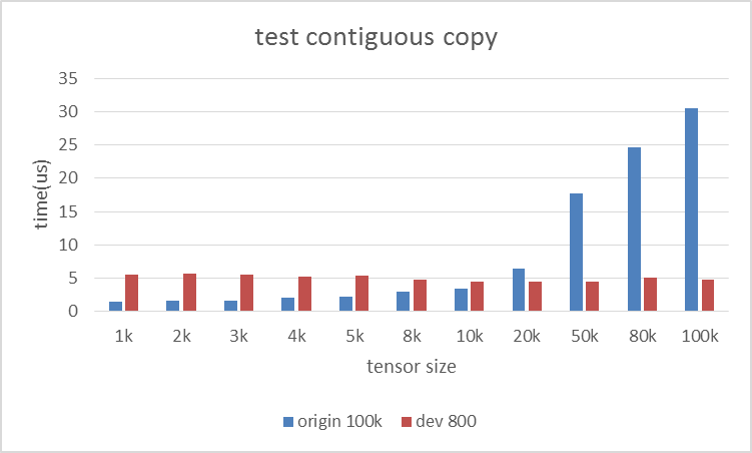 test contiguous copy
35
30
25
20
15
10
5
0
time(us)
1k 2k 3k 4k 5k 8k 10k 20k 50k 80k 100k
tensor size
origin 100k dev 800